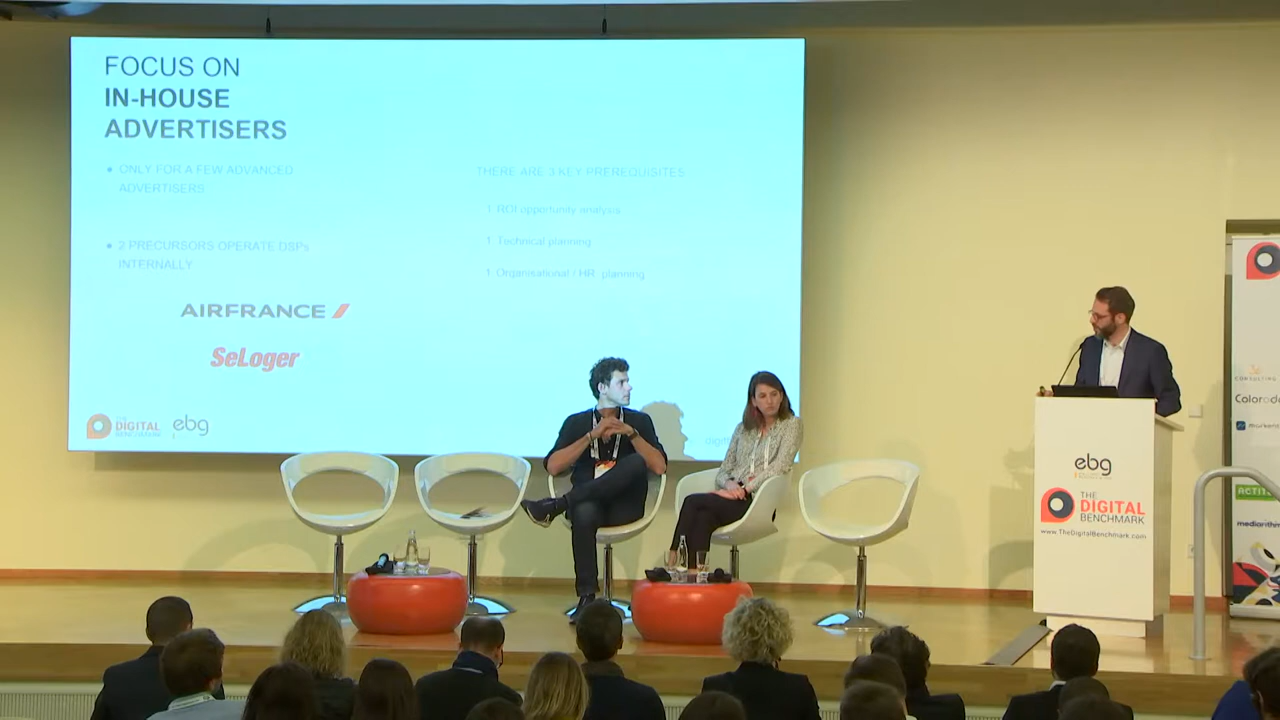 FOCUS ON
IN-HOUSE
ADVERTISERS
• ONLY FOR A FEW ADVANCED
ADVERTISERS
• 2 PRECURSORS OPERATE DSPs
INTERNALLY
AIRFRANCE
SeLoger
THERE ARE 3 KEY PREREQUISITES
1 ROI opportunity analysis
1 Technical planning
1 Organisational / HR planning
THE
DIGITAL
BENCHMARK
ebg
ebg
THE
DIGITAL
BENCHMARK
www.TheDigitalBenchmark.com
CONSULTING